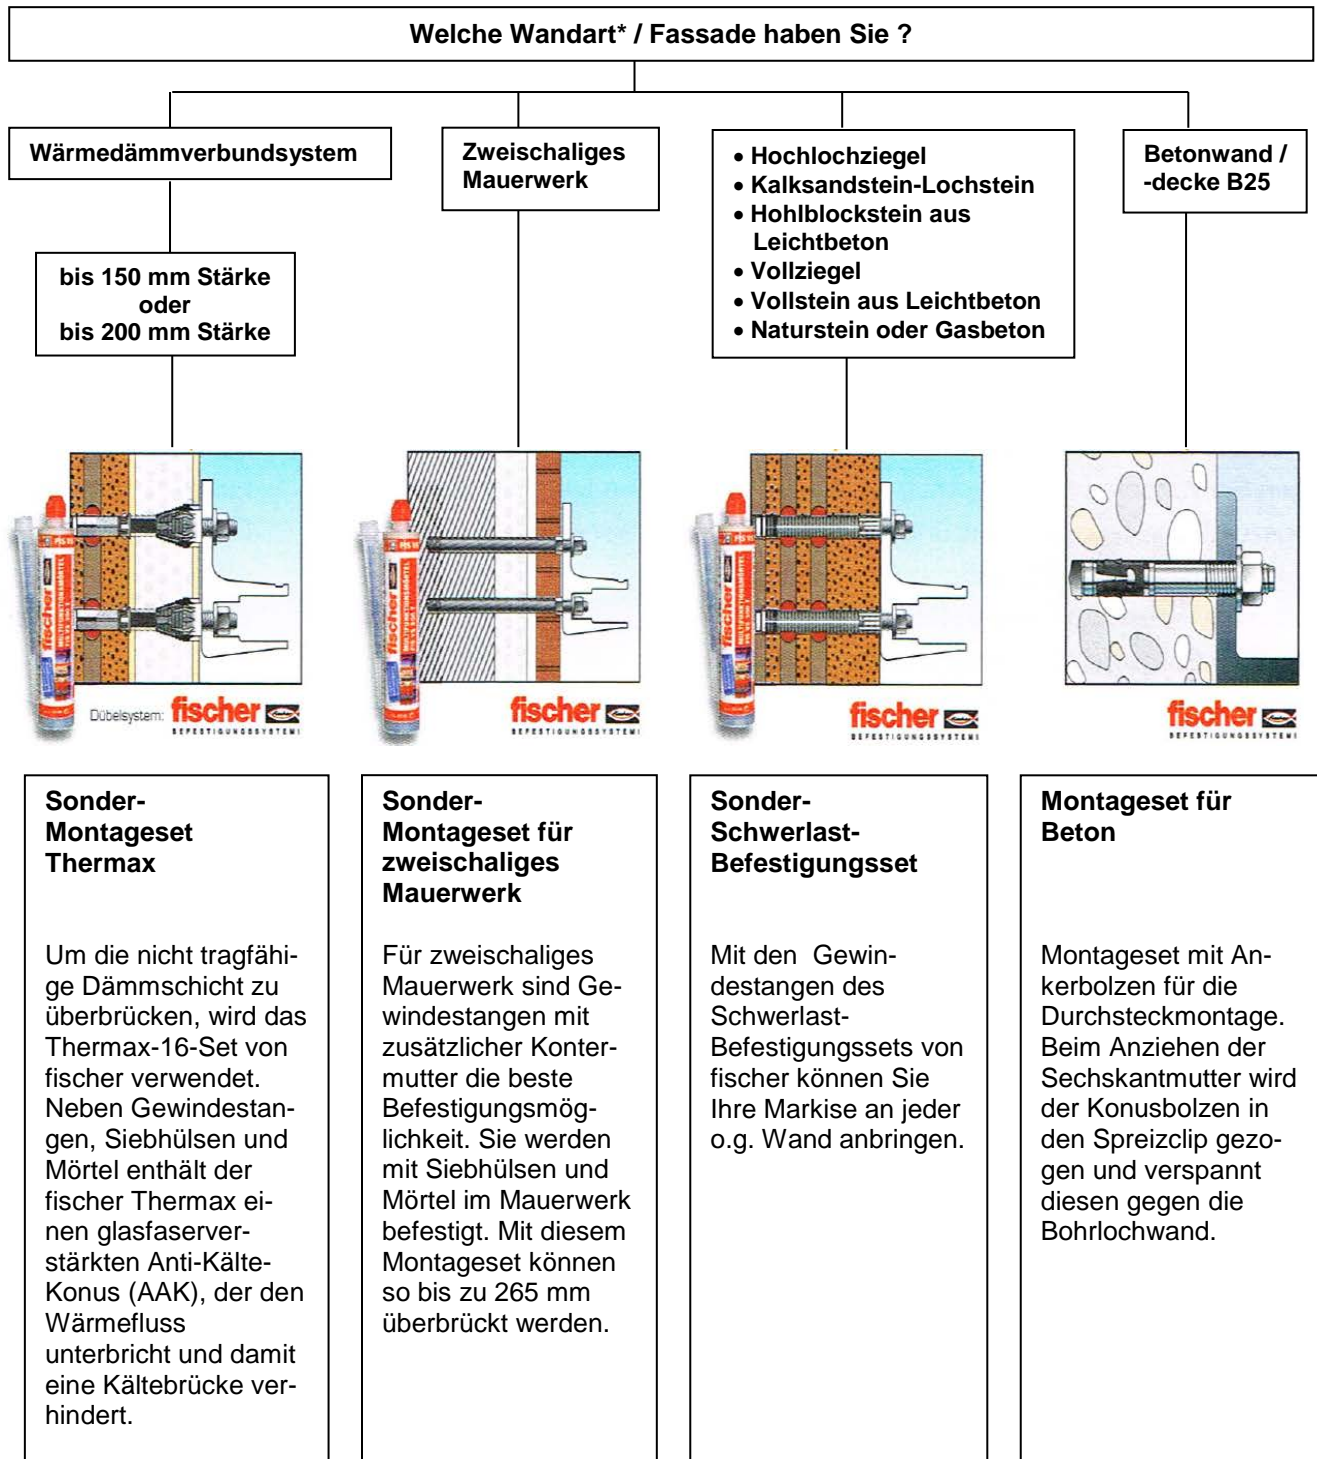 Welche Wandart* / Fassade haben Sie ?
Wärmedämmverbundsystem
bis 150 mm Stärke
oder
bis 200 mm Stärke
Zweischaliges
Mauerwerk
• Hochlochziegel
• Kalksandstein-Lochstein
• Hohlblockstein aus
Leichtbeton
• Vollziegel
• Vollstein aus Leichtbeton
• Naturstein oder Gasbeton
Betonwand /
-decke B25
fischer
Dübelsystem: fischer
BEFESTIGUNGSSYSTEME
fischer
fischer
BEFESTIGUNGSSYSTEME
fischer
fischer
BEFESTIGUNGSSYSTEME
fischer
BEFESTIGUNGSSYSTEME
Sonder-
Montageset
Thermax
Um die nicht tragfähi-
ge Dämmschicht zu
überbrücken, wird das
Thermax-16-Set von
fischer verwendet.
Neben Gewindestan-
gen, Siebhülsen und
Mörtel enthält der
fischer Thermax ei-
nen glasfaserver-
stärkten Anti-Kälte-
Konus (AAK), der den
Wärmefluss
unterbricht und damit
eine Kältebrücke ver-
hindert.
Sonder-
Montageset für
zweischaliges
Mauerwerk
Für zweischaliges
Mauerwerk sind Ge-
windestangen mit
zusätzlicher Konter-
mutter die beste
Befestigungsmög-
lichkeit. Sie werden
mit Siebhülsen und
Mörtel im Mauerwerk
befestigt. Mit diesem
Montageset können
so bis zu 265 mm
überbrückt werden.
Sonder-
Schwerlast-
Befestigungsset
Mit den Gewin-
destangen des
Schwerlast-
Befestigungssets von
fischer können Sie
Ihre Markise an jeder
o.g. Wand anbringen.
Montageset für
Beton
Montageset mit An-
kerbolzen für die
Durchsteckmontage.
Beim Anziehen der
Sechskantmutter wird
der Konusbolzen in
den Spreizclip gezo-
gen und verspannt
diesen gegen die
Bohrlochwand.